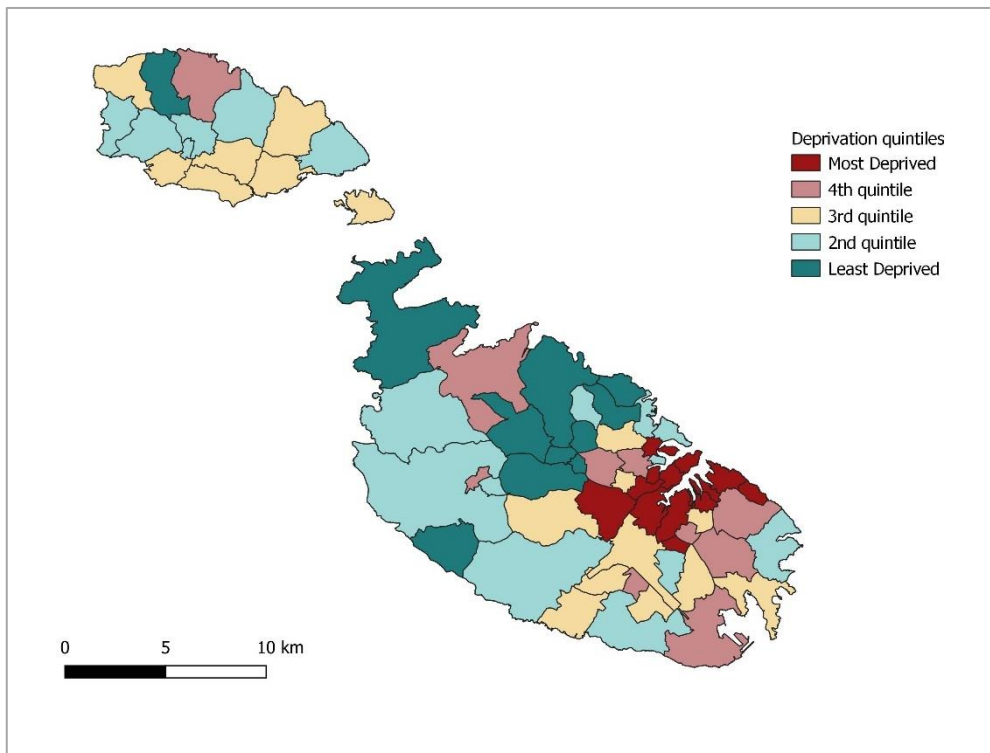 Deprivation quintiles
Most Deprived
4th quintile
3rd quintile
2nd quintile
Least Deprived
0 5 10 km